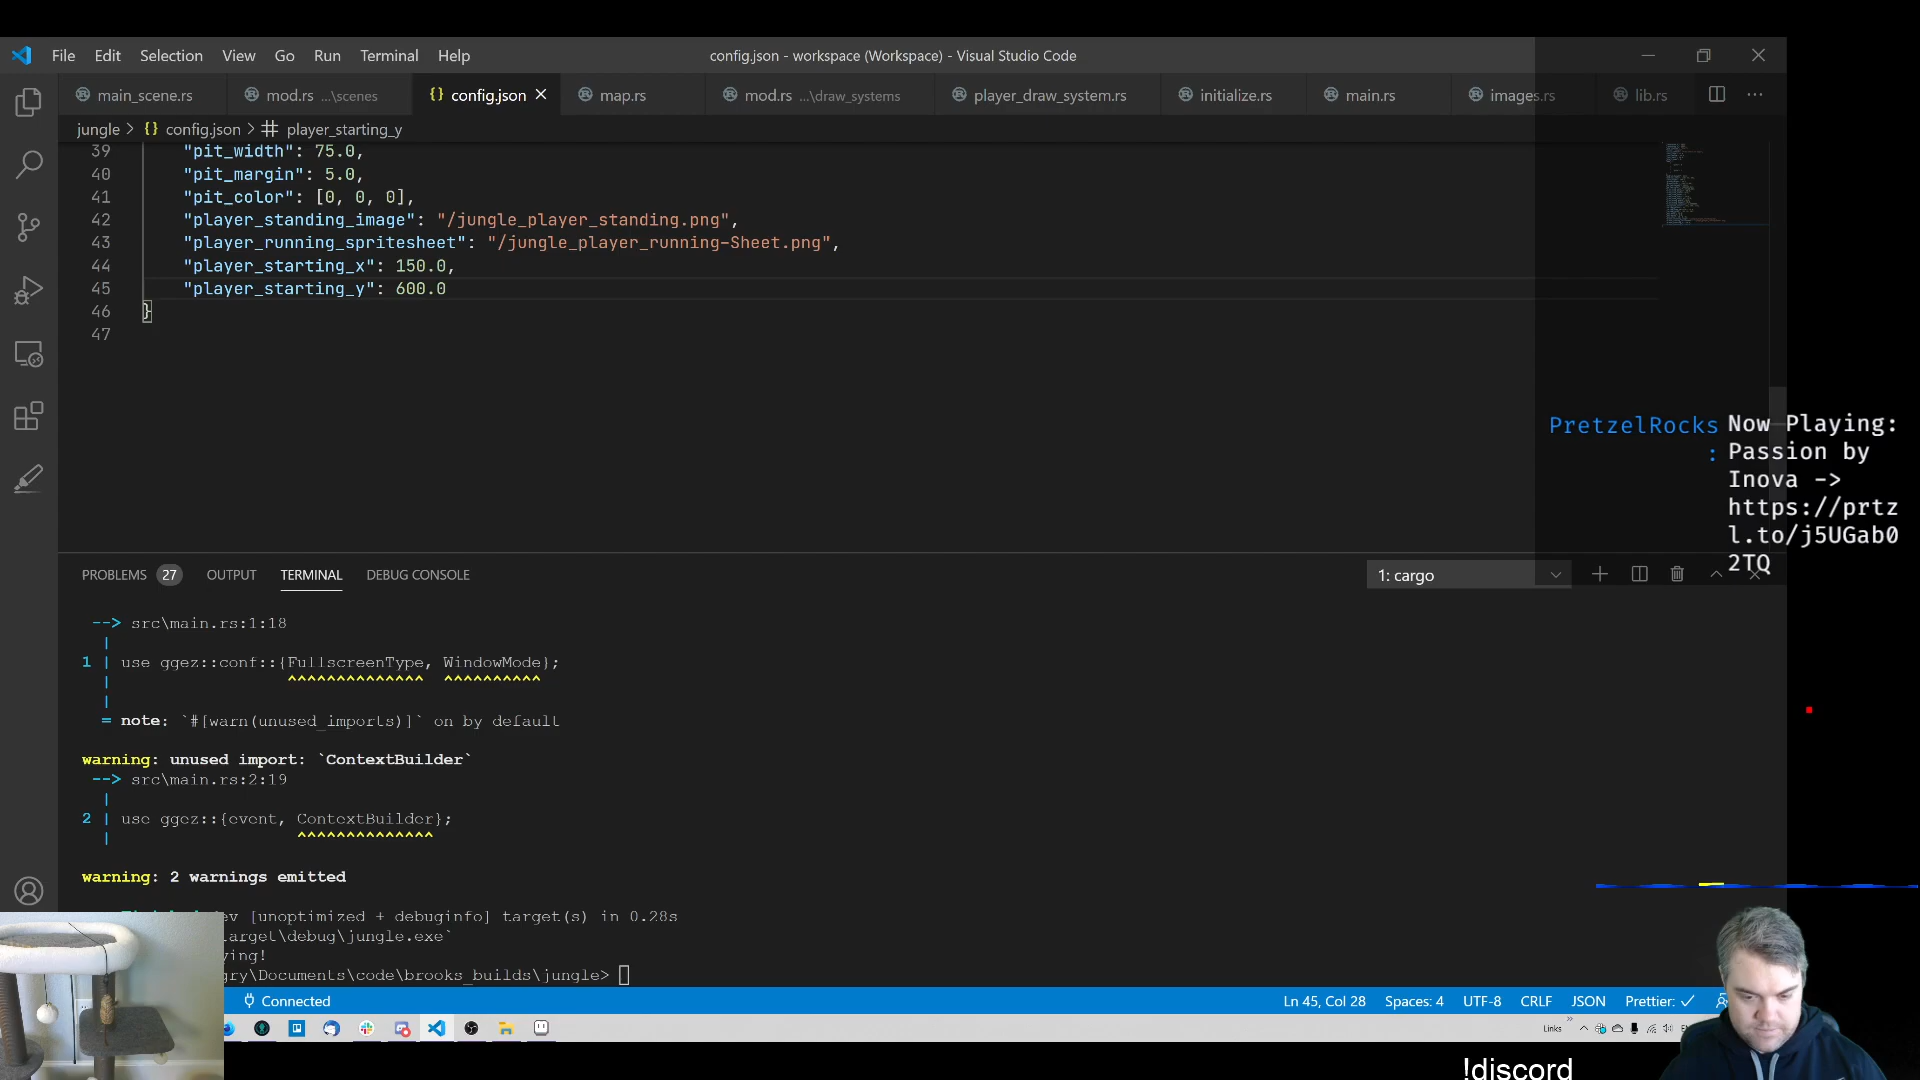 File Edit Selection View Go Run Terminal Help
config.json - workspace (Workspace) - Visual Studio Code
main_scene.rs
mod.rs ...\scenes
{} config.json
map.rs
mod.rs ...\draw_systems
player_draw_system.rs
initialize.rs
main.rs
images.rs
lib.rs
jungle > {} config.json > player_starting_y
39 "pit_width": 75.0,
40 "pit_margin": 5.0,
41 "pit_color": [0, 0, 0],
42 "player_standing_image": "/jungle_player_standing.png",
43 "player_running_spritesheet": "/jungle_player_running-Sheet.png",
44 "player_starting_x": 150.0,
45 "player_starting_y": 600.0
46 }
47
PretzelRocks: Now Playing:
Passion by
Inova ->
https://prtz
l.to/j5UGab0
2TQ
PROBLEMS 27 OUTPUT TERMINAL DEBUG CONSOLE
1: cargo
--> src\main.rs:1:18
|
1 | use ggez::conf::{FullscreenType, WindowMode};
| ^^^^^^^^^^^^^^ ^^^^^^^^^^
|
= note: `#[warn(unused_imports)]` on by default
warning: unused import: `ContextBuilder`
--> src\main.rs:2:19
|
2 | use ggez::{event, ContextBuilder};
| ^^^^^^^^^^^^^^
warning: 2 warnings emitted
ev [unoptimized + debuginfo] target(s) in 0.28s
arget\debug\jungle.exe`
ying!
gry\Documents\code\brooks_builds\jungle>
Connected
Ln 45, Col 28 Spaces: 4 UTF-8 CRLF JSON Prettier: ✓
Links
!discord